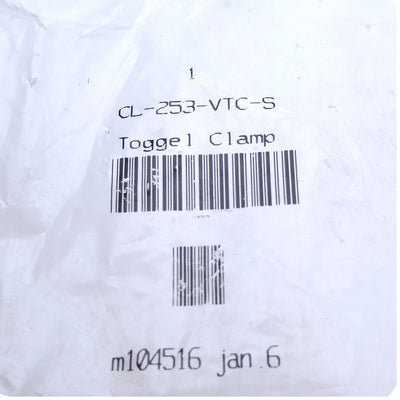 1
CL-253-VTC-S
Toggel Clamp
m104516 jan.6